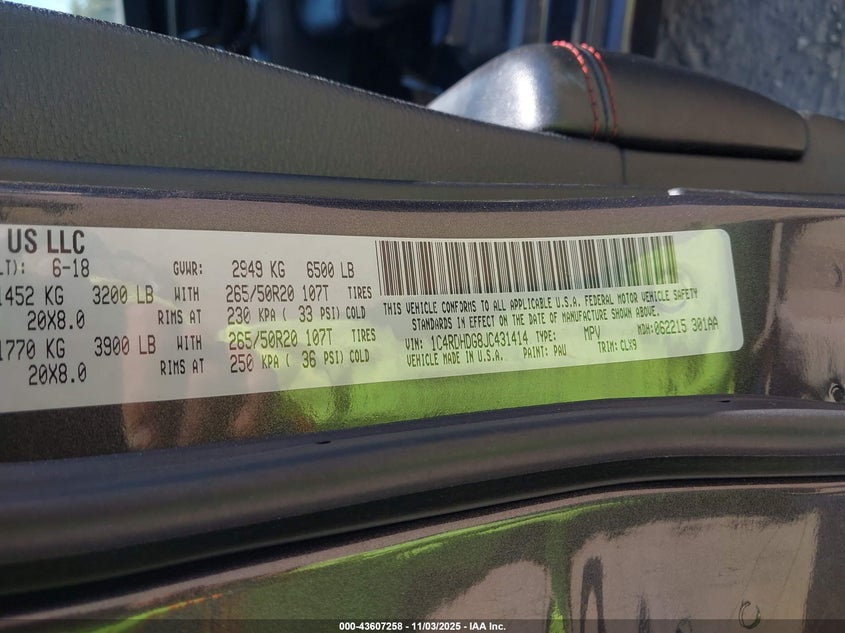 US LLC
LT): 6-18 GVWR: 2949 KG 6500 LB
1452 KG 3200 LB WITH 265/50R20 107T TIRES
20X8.0 RIMS AT 230 KPA ( 33 PSI) COLD
1770 KG 3900 LB WITH 265/50R20 107T TIRES
20X8.0 RIMS AT 250 KPA ( 36 PSI) COLD
THIS VEHICLE CONFORMS TO ALL APPLICABLE U.S.A. FEDERAL MOTOR VEHICLE SAFETY
STANDARDS IN EFFECT ON THE DATE OF MANUFACTURE SHOWN ABOVE.
VIN: 1C4RDHDG8JC431414 TYPE: MPV MDH:062215 301AA
VEHICLE MADE IN U.S.A. PAINT: PAU TRIM: CLX9
000-43607258 - 11/03/2025 - IAA Inc.